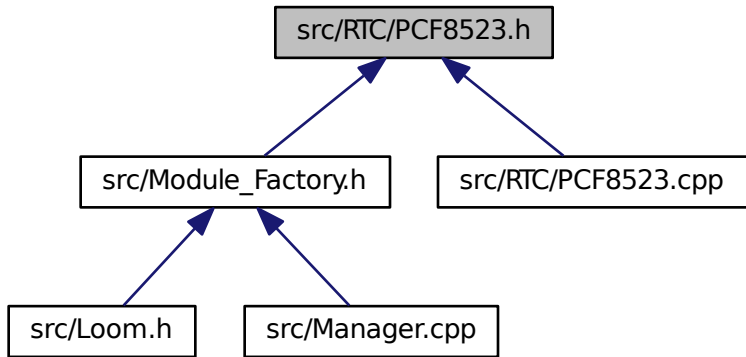 src/RTC/PCF8523.h
src/Module_Factory.h
src/RTC/PCF8523.cpp
src/Loom.h
src/Manager.cpp